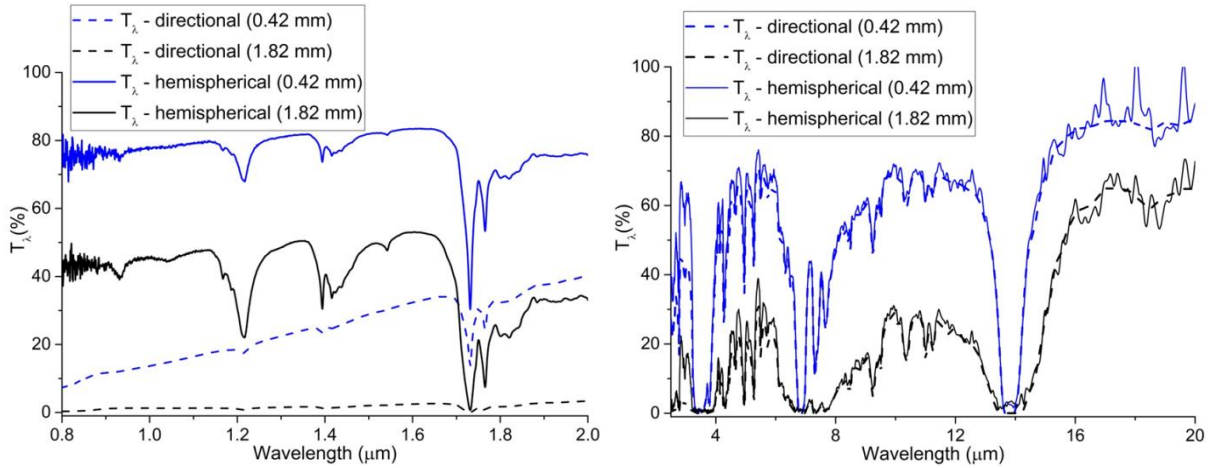 T_λ - directional (0.42 mm)
T_λ - directional (1.82 mm)
T_λ - hemispherical (0.42 mm)
T_λ - hemispherical (1.82 mm)
100
80
60
40
20
0
T_λ(%)
0.8 1.0 1.2 1.4 1.6 1.8 2.0
Wavelength (μm)
T_λ - directional (0.42 mm)
T_λ - directional (1.82 mm)
T_λ - hemispherical (0.42 mm)
T_λ - hemispherical (1.82 mm)
100
80
60
40
20
0
T_λ(%)
4 8 12 16 20
Wavelength (μm)